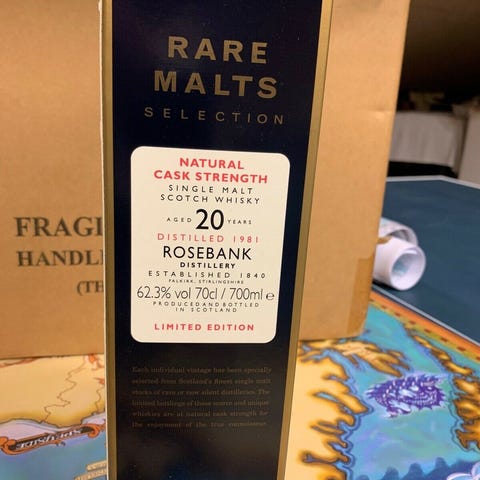 RARE
MALTS
SELECTION
NATURAL
CASK STRENGTH
SINGLE MALT
SCOTCH WHISKY
AGED 20 YEARS
DISTILLED 1981
ROSEBANK
DISTILLERY
ESTABLISHED 1840
FALKIRK, STIRLINGSHIRE
62.3% vol 70cl / 700ml e
PRODUCED AND BOTTLED
IN SCOTLAND
LIMITED EDITION
Each individual vintage has been specially
selected from Scotland's finest single malt
stocks of rare or now silent distilleries. The
limited bottlings of these scarce and unique
whiskies are at natural cask strength for
the enjoyment of the true connoisseur.
FRAGI
HANDL
(TH
SPEYSIDE